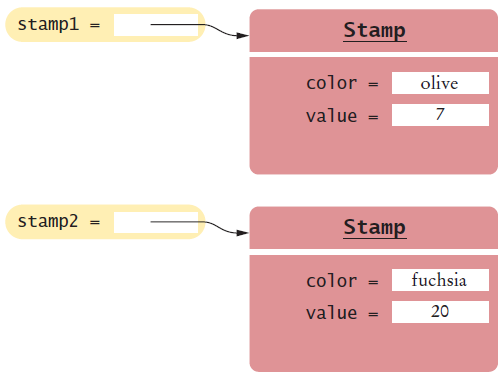 stamp1 =
Stamp
color = olive
value = 7
stamp2 =
Stamp
color = fuchsia
value = 20